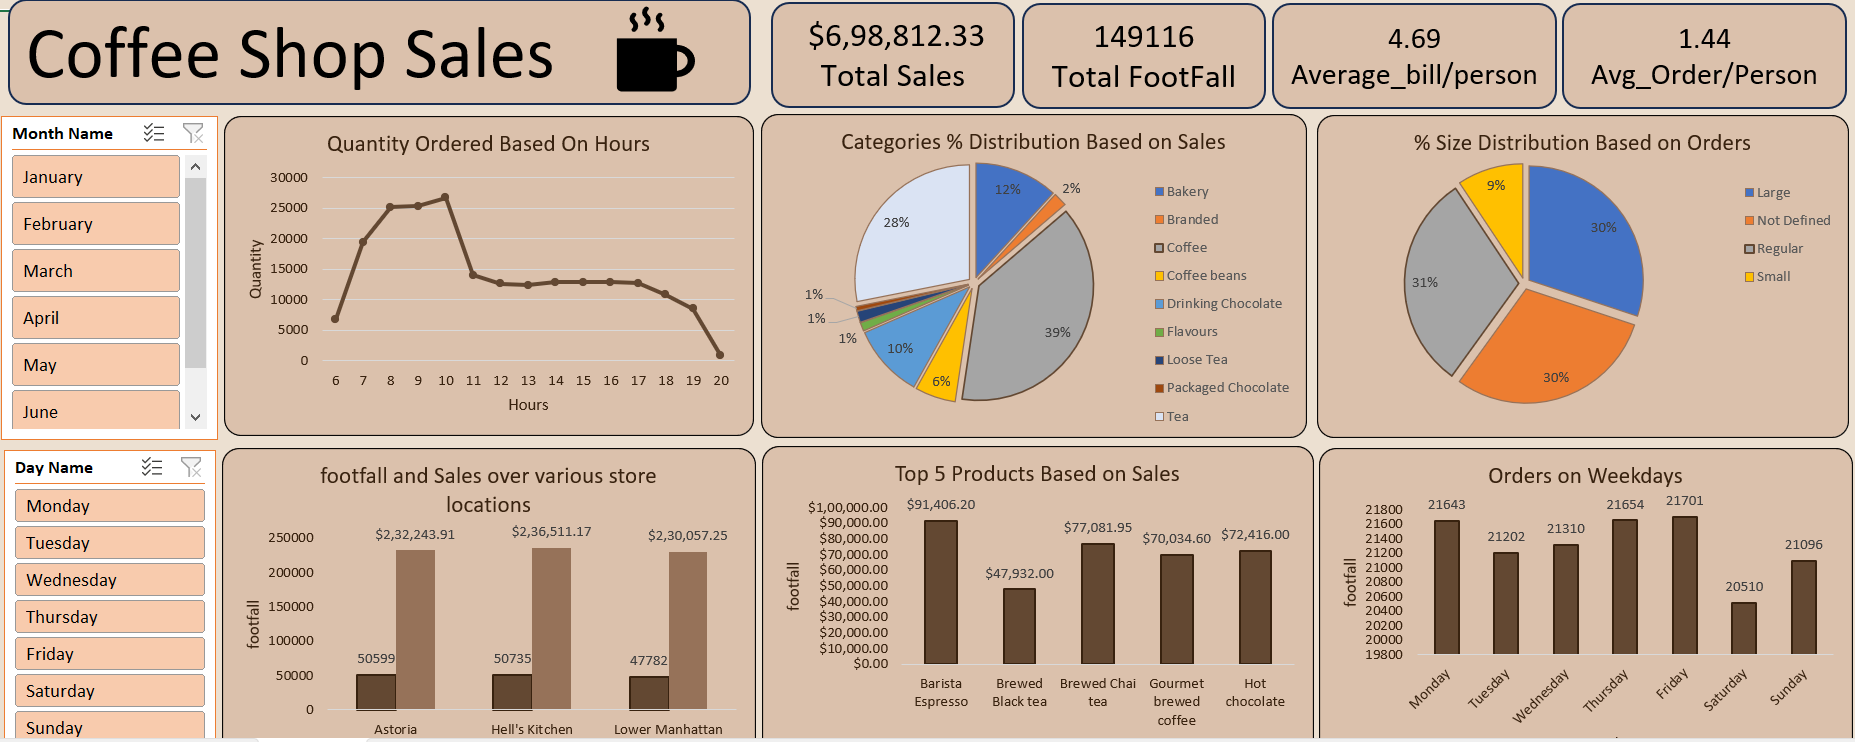 Coffee Shop Sales
$6,98,812.33
Total Sales
149116
Total FootFall
4.69
Average_bill/person
1.44
Avg_Order/Person
Month Name
January
February
March
April
May
June
Quantity Ordered Based On Hours
30000
25000
20000
15000
10000
5000
0
Quantity
6 7 8 9 10 11 12 13 14 15 16 17 18 19 20
Hours
Categories % Distribution Based on Sales
12%
2%
39%
6%
10%
1%
1%
1%
28%
Bakery
Branded
Coffee
Coffee beans
Drinking Chocolate
Flavours
Loose Tea
Packaged Chocolate
Tea
% Size Distribution Based on Orders
30%
30%
31%
9%
Large
Not Defined
Regular
Small
Day Name
Monday
Tuesday
Wednesday
Thursday
Friday
Saturday
Sunday
footfall and Sales over various store
locations
250000
200000
150000
100000
50000
0
footfall
$2,32,243.91
$2,36,511.17
$2,30,057.25
50599
50735
47782
Astoria
Hell's Kitchen
Lower Manhattan
Top 5 Products Based on Sales
$1,00,000.00
$90,000.00
$80,000.00
$70,000.00
$60,000.00
$50,000.00
$40,000.00
$30,000.00
$20,000.00
$10,000.00
$0.00
footfall
$91,406.20
$47,932.00
$77,081.95
$70,034.60
$72,416.00
Barista
Espresso
Brewed
Black tea
Brewed Chai
tea
Gourmet
brewed
coffee
Hot
chocolate
Orders on Weekdays
21800
21600
21400
21200
21000
20800
20600
20400
20200
20000
19800
footfall
21643
21202
21310
21654
21701
20510
21096
Monday
Tuesday
Wednesday
Thursday
Friday
Saturday
Sunday